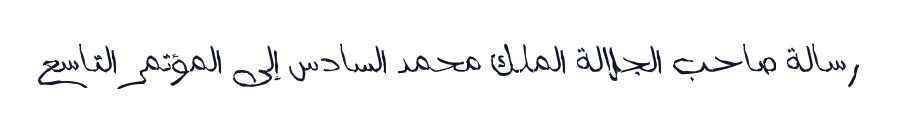 رسالة صاحب الجلالة الملك محمد السادس إلى المؤتمر التاسع